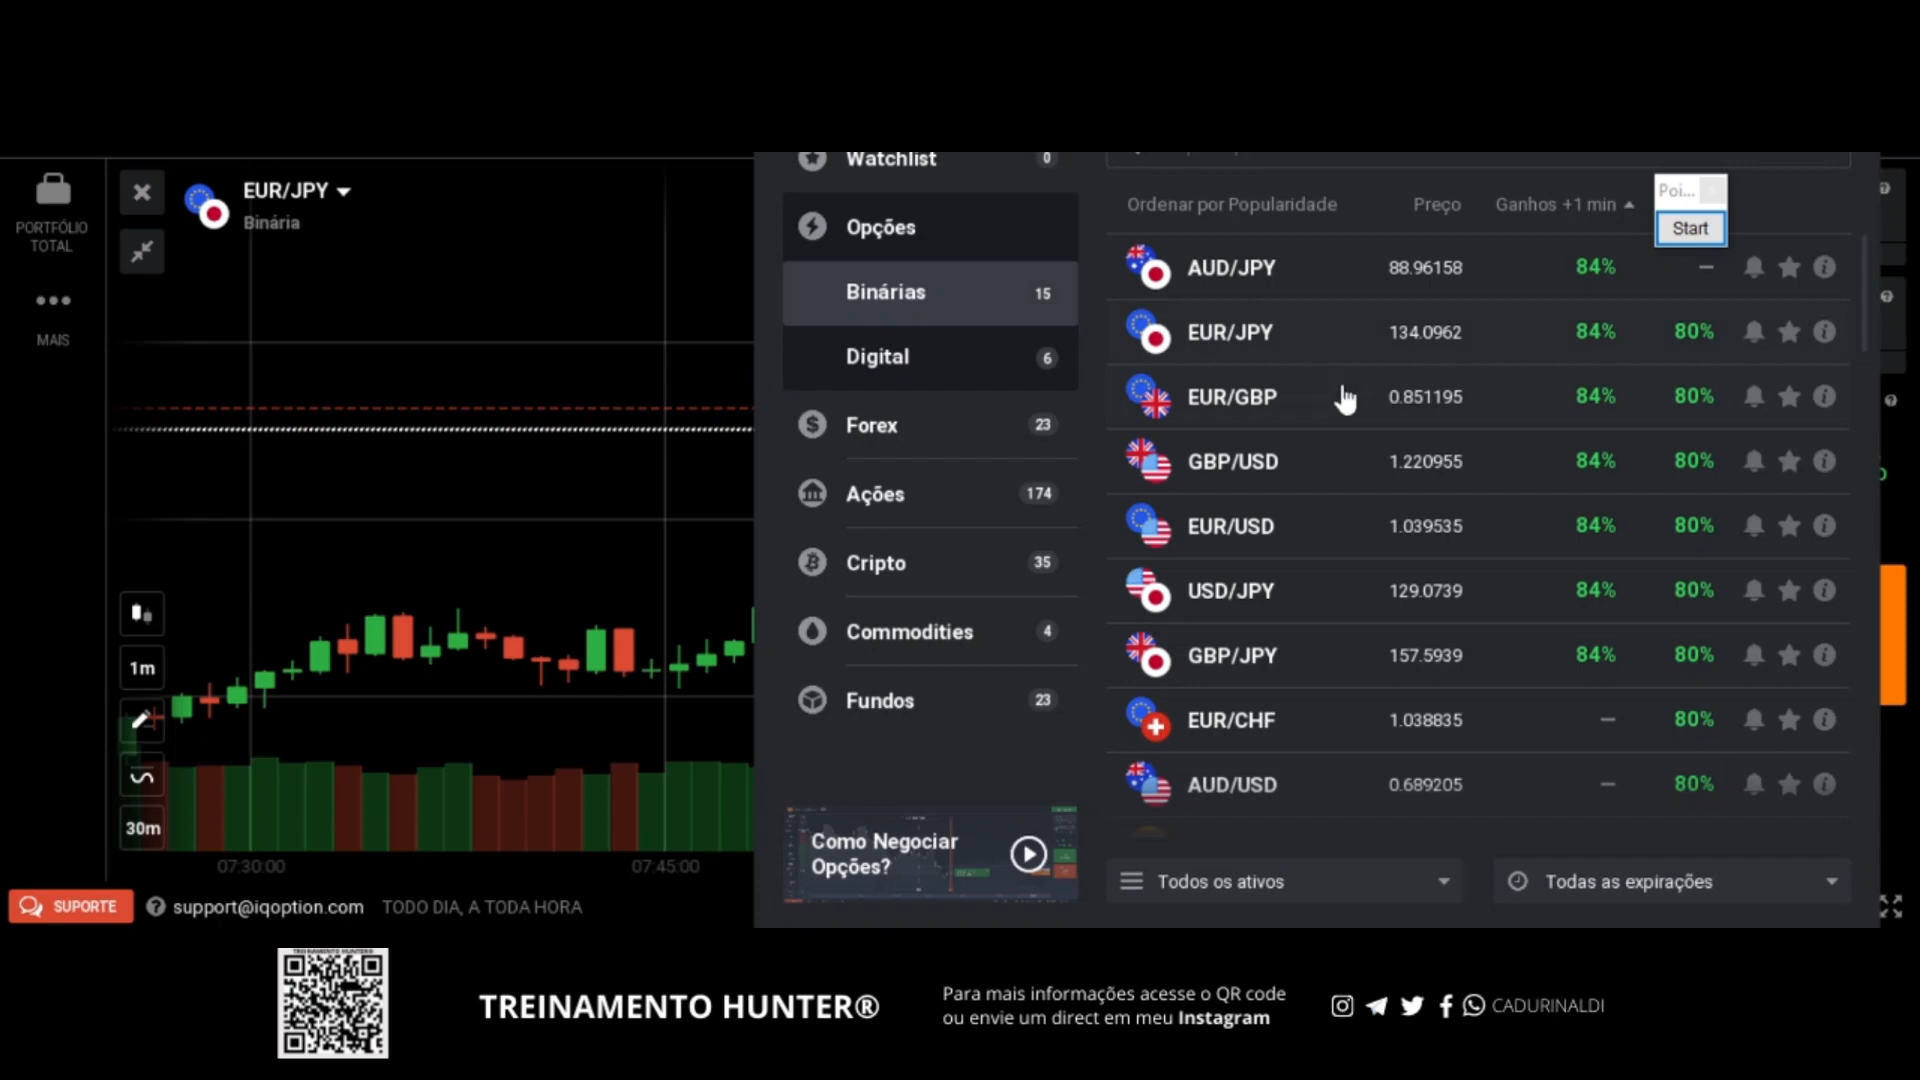 PORTFÓLIO
TOTAL
MAIS
EUR/JPY
Binária
1m
30m
07:30:00
07:45:00
Watchlist 0
Opções
Binárias 15
Digital 6
Forex 23
Ações 174
Cripto 35
Commodities 4
Fundos 23
Como Negociar
Opções?
Ordenar por Popularidade Preço Ganhos +1 min
Poi...
Start
AUD/JPY 88.96158 84% –
EUR/JPY 134.0962 84% 80%
EUR/GBP 0.851195 84% 80%
GBP/USD 1.220955 84% 80%
EUR/USD 1.039535 84% 80%
USD/JPY 129.0739 84% 80%
GBP/JPY 157.5939 84% 80%
EUR/CHF 1.038835 – 80%
AUD/USD 0.689205 – 80%
Todos os ativos
Todas as expirações
SUPORTE
support@iqoption.com TODO DIA, A TODA HORA
TREINAMENTO HUNTER®
Para mais informações acesse o QR code
ou envie um direct em meu Instagram
CADURINALDI